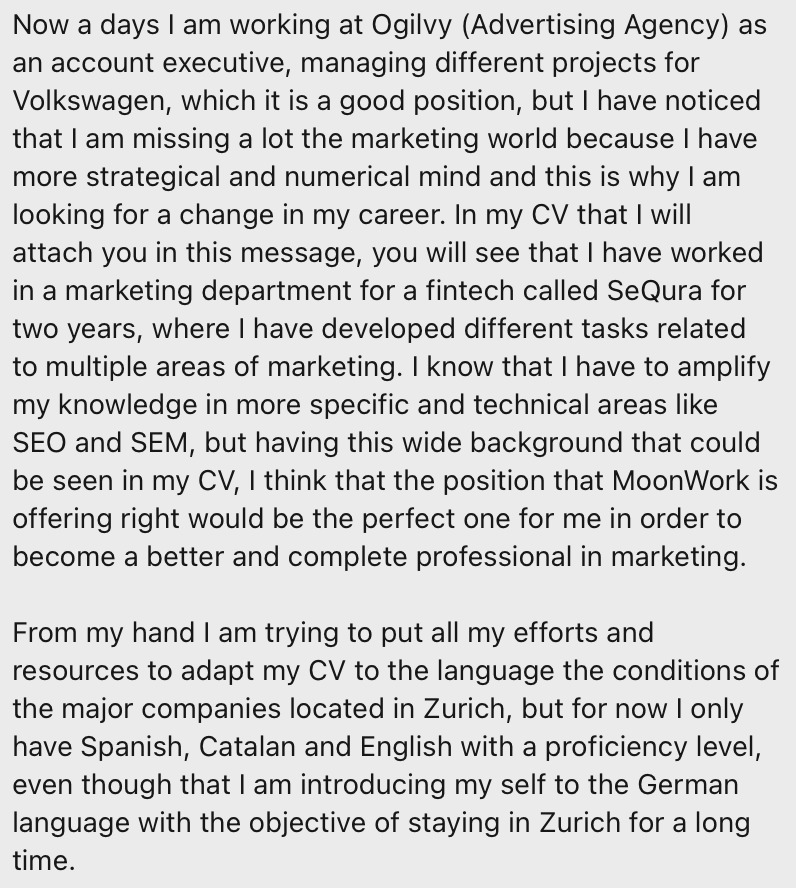 Now a days I am working at Ogilvy (Advertising Agency) as
an account executive, managing different projects for
Volkswagen, which it is a good position, but I have noticed
that I am missing a lot the marketing world because I have
more strategical and numerical mind and this is why I am
looking for a change in my career. In my CV that I will
attach you in this message, you will see that I have worked
in a marketing department for a fintech called SeQura for
two years, where I have developed different tasks related
to multiple areas of marketing. I know that I have to amplify
my knowledge in more specific and technical areas like
SEO and SEM, but having this wide background that could
be seen in my CV, I think that the position that MoonWork is
offering right would be the perfect one for me in order to
become a better and complete professional in marketing.
From my hand I am trying to put all my efforts and
resources to adapt my CV to the language the conditions of
the major companies located in Zurich, but for now I only
have Spanish, Catalan and English with a proficiency level,
even though that I am introducing my self to the German
language with the objective of staying in Zurich for a long
time.